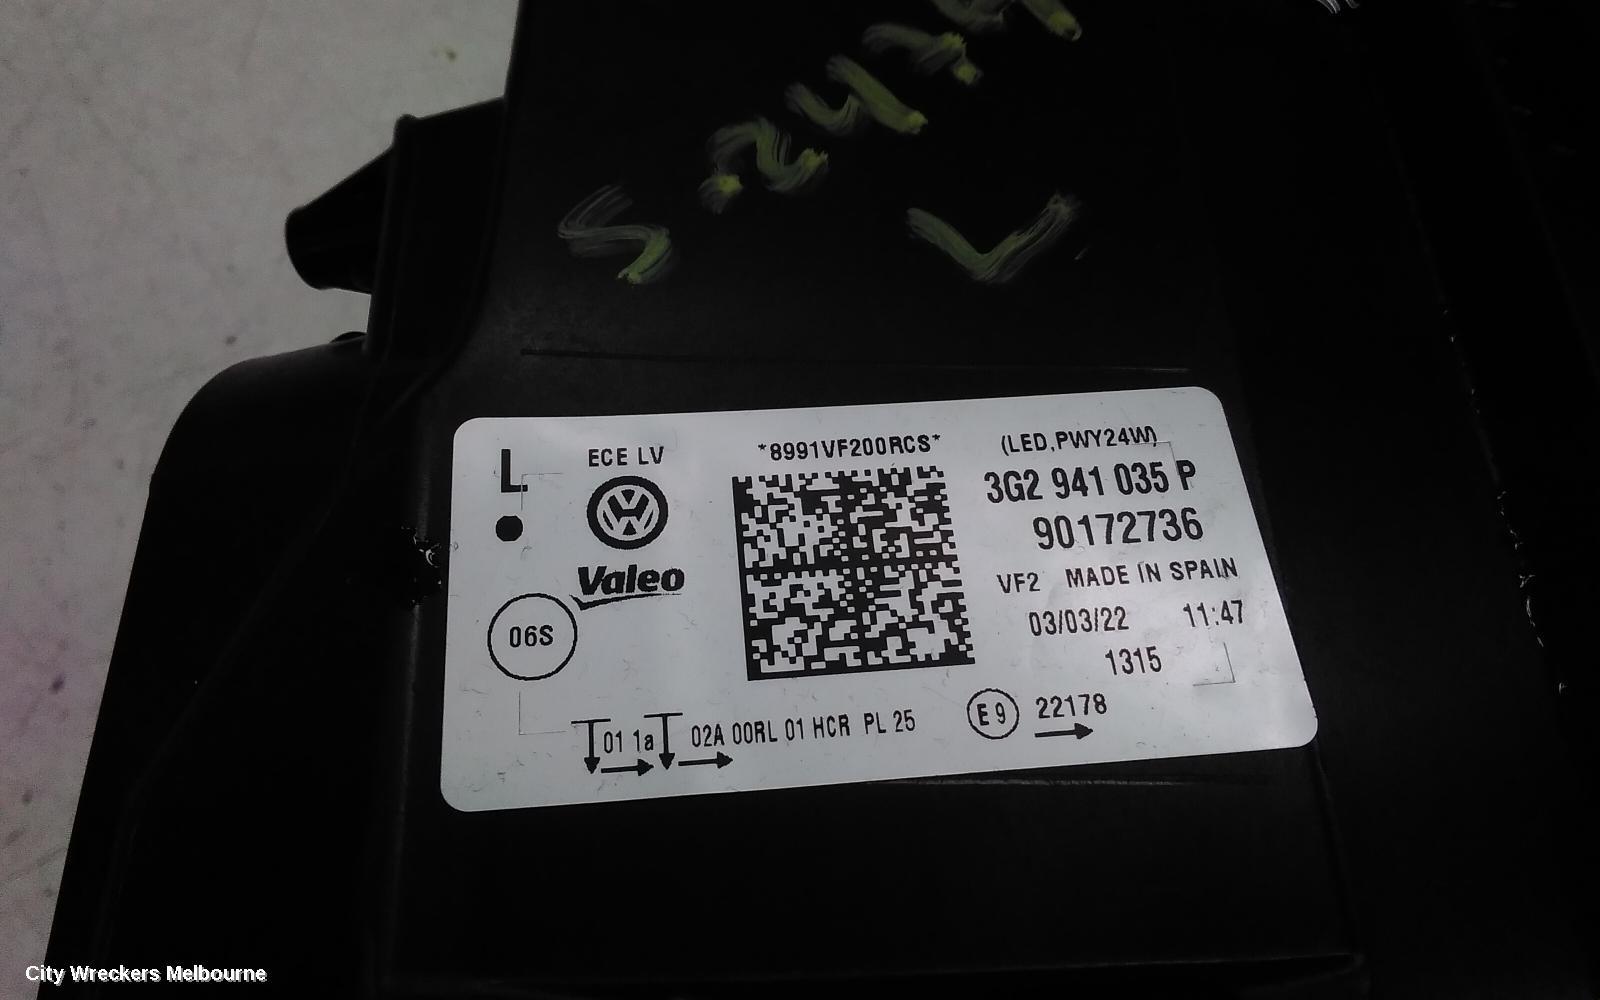 L
ECE LV
*8991VF200RCS*
(LED,PWY24W)
3G2 941 035 P
90172736
Valeo
VF2 MADE IN SPAIN
06S
03/03/22 11:47
1315
01 1a 02A 00RL 01 HCR PL 25
E9 22178
City Wreckers Melbourne